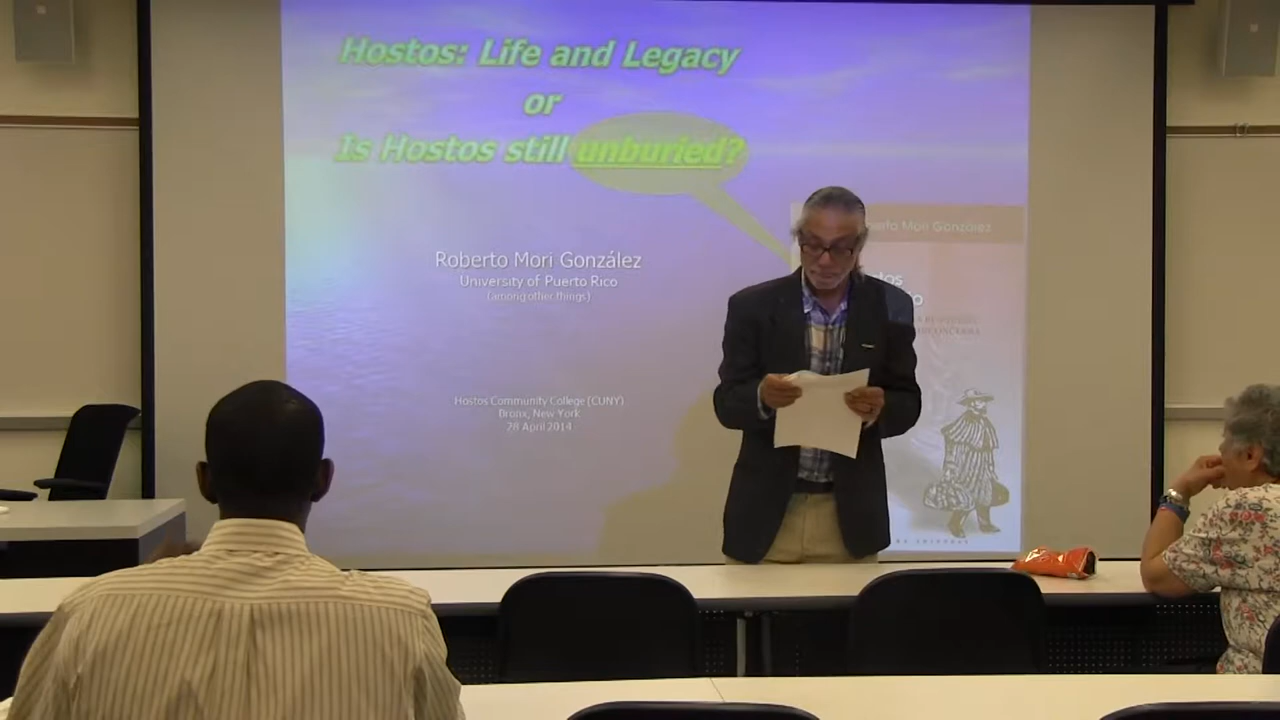 Hostos: Life and Legacy
or
Is Hostos still unburied?
Roberto Mori González
University of Puerto Rico
(among other things)
Hostos Community College (CUNY)
Bronx, New York
28 April 2014
Mori González